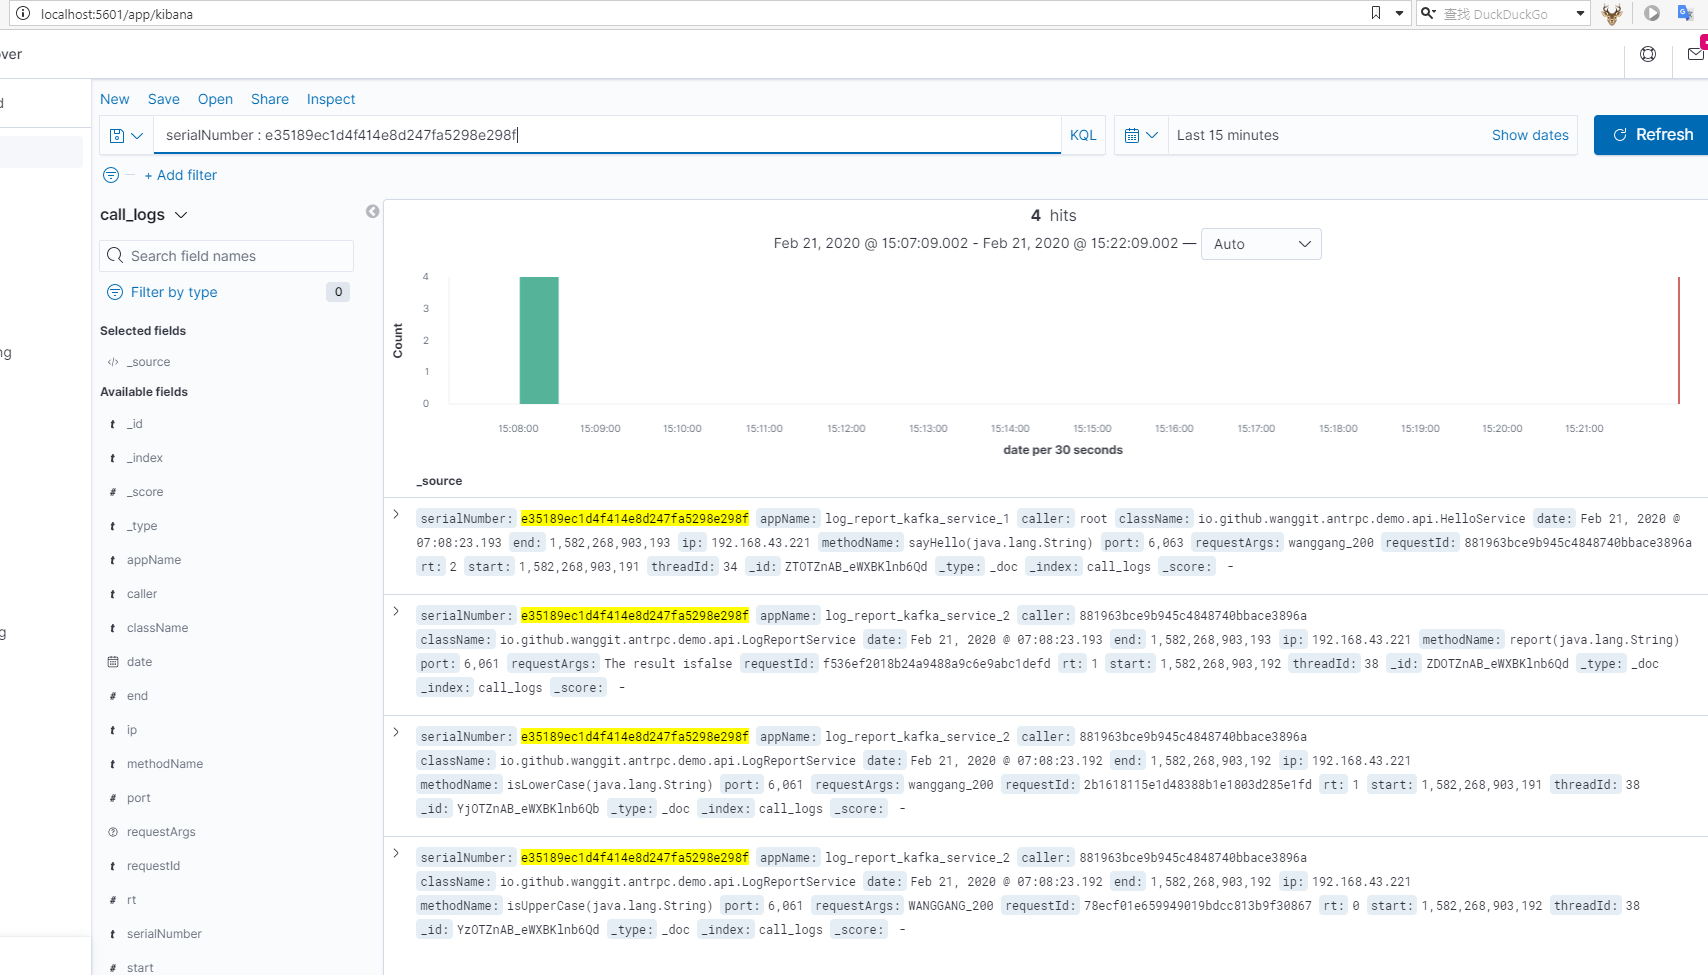 localhost:5601/app/kibana
查找 DuckDuckGo
over
d
New Save Open Share Inspect
serialNumber : e35189ec1d4f414e8d247fa5298e298f
KQL
Last 15 minutes
Show dates
Refresh
+ Add filter
call_logs
Search field names
Filter by type 0
Selected fields
_source
Available fields
t _id
t _index
# _score
t _type
t appName
t caller
t className
date
# end
t ip
t methodName
# port
requestArgs
t requestId
# rt
t serialNumber
# start
ng
g
4 hits
Feb 21, 2020 @ 15:07:09.002 - Feb 21, 2020 @ 15:22:09.002 — Auto
Count
4
3
2
1
0
15:08:00 15:09:00 15:10:00 15:11:00 15:12:00 15:13:00 15:14:00 15:15:00 15:16:00 15:17:00 15:18:00 15:19:00 15:20:00 15:21:00
date per 30 seconds
_source
serialNumber: e35189ec1d4f414e8d247fa5298e298f appName: log_report_kafka_service_1 caller: root className: io.github.wanggit.antrpc.demo.api.HelloService date: Feb 21, 2020 @
07:08:23.193 end: 1,582,268,903,193 ip: 192.168.43.221 methodName: sayHello(java.lang.String) port: 6,063 requestArgs: wanggang_200 requestId: 881963bce9b945c4848740bbace3896a
rt: 2 start: 1,582,268,903,191 threadId: 34 _id: ZTOTZnAB_eWXBKlnb6Qd _type: _doc _index: call_logs _score: -
serialNumber: e35189ec1d4f414e8d247fa5298e298f appName: log_report_kafka_service_2 caller: 881963bce9b945c4848740bbace3896a
className: io.github.wanggit.antrpc.demo.api.LogReportService date: Feb 21, 2020 @ 07:08:23.193 end: 1,582,268,903,193 ip: 192.168.43.221 methodName: report(java.lang.String)
port: 6,061 requestArgs: The result isfalse requestId: f536ef2018b24a9488a9c6e9abc1defd rt: 1 start: 1,582,268,903,192 threadId: 38 _id: ZDOTZnAB_eWXBKlnb6Qd _type: _doc
_index: call_logs _score: -
serialNumber: e35189ec1d4f414e8d247fa5298e298f appName: log_report_kafka_service_2 caller: 881963bce9b945c4848740bbace3896a
className: io.github.wanggit.antrpc.demo.api.LogReportService date: Feb 21, 2020 @ 07:08:23.192 end: 1,582,268,903,192 ip: 192.168.43.221
methodName: isLowerCase(java.lang.String) port: 6,061 requestArgs: wanggang_200 requestId: 2b1618115e1d48388b1e1803d285e1fd rt: 1 start: 1,582,268,903,191 threadId: 38
_id: YjOTZnAB_eWXBKlnb6Qb _type: _doc _index: call_logs _score: -
serialNumber: e35189ec1d4f414e8d247fa5298e298f appName: log_report_kafka_service_2 caller: 881963bce9b945c4848740bbace3896a
className: io.github.wanggit.antrpc.demo.api.LogReportService date: Feb 21, 2020 @ 07:08:23.192 end: 1,582,268,903,192 ip: 192.168.43.221
methodName: isUpperCase(java.lang.String) port: 6,061 requestArgs: WANGGANG_200 requestId: 78ecf01e659949019bdcc813b9f30867 rt: 0 start: 1,582,268,903,192 threadId: 38
_id: YzOTZnAB_eWXBKlnb6Qd _type: _doc _index: call_logs _score: -